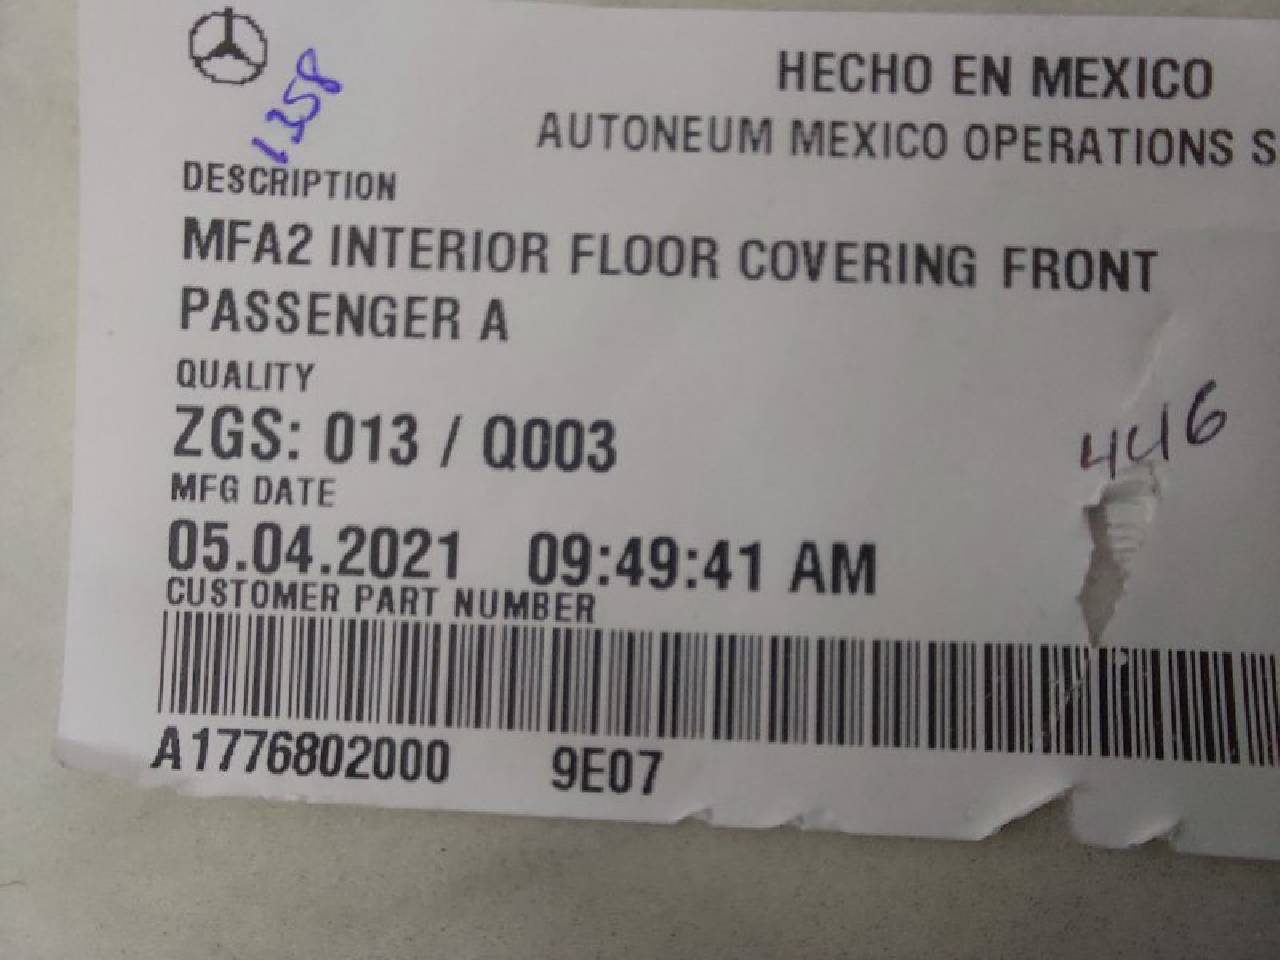 HECHO EN MEXICO
AUTONEUM MEXICO OPERATIONS S
1358
DESCRIPTION
MFA2 INTERIOR FLOOR COVERING FRONT
PASSENGER A
QUALITY
ZGS: 013 / Q003
446
MFG DATE
05.04.2021 09:49:41 AM
CUSTOMER PART NUMBER
A1776802000 9E07